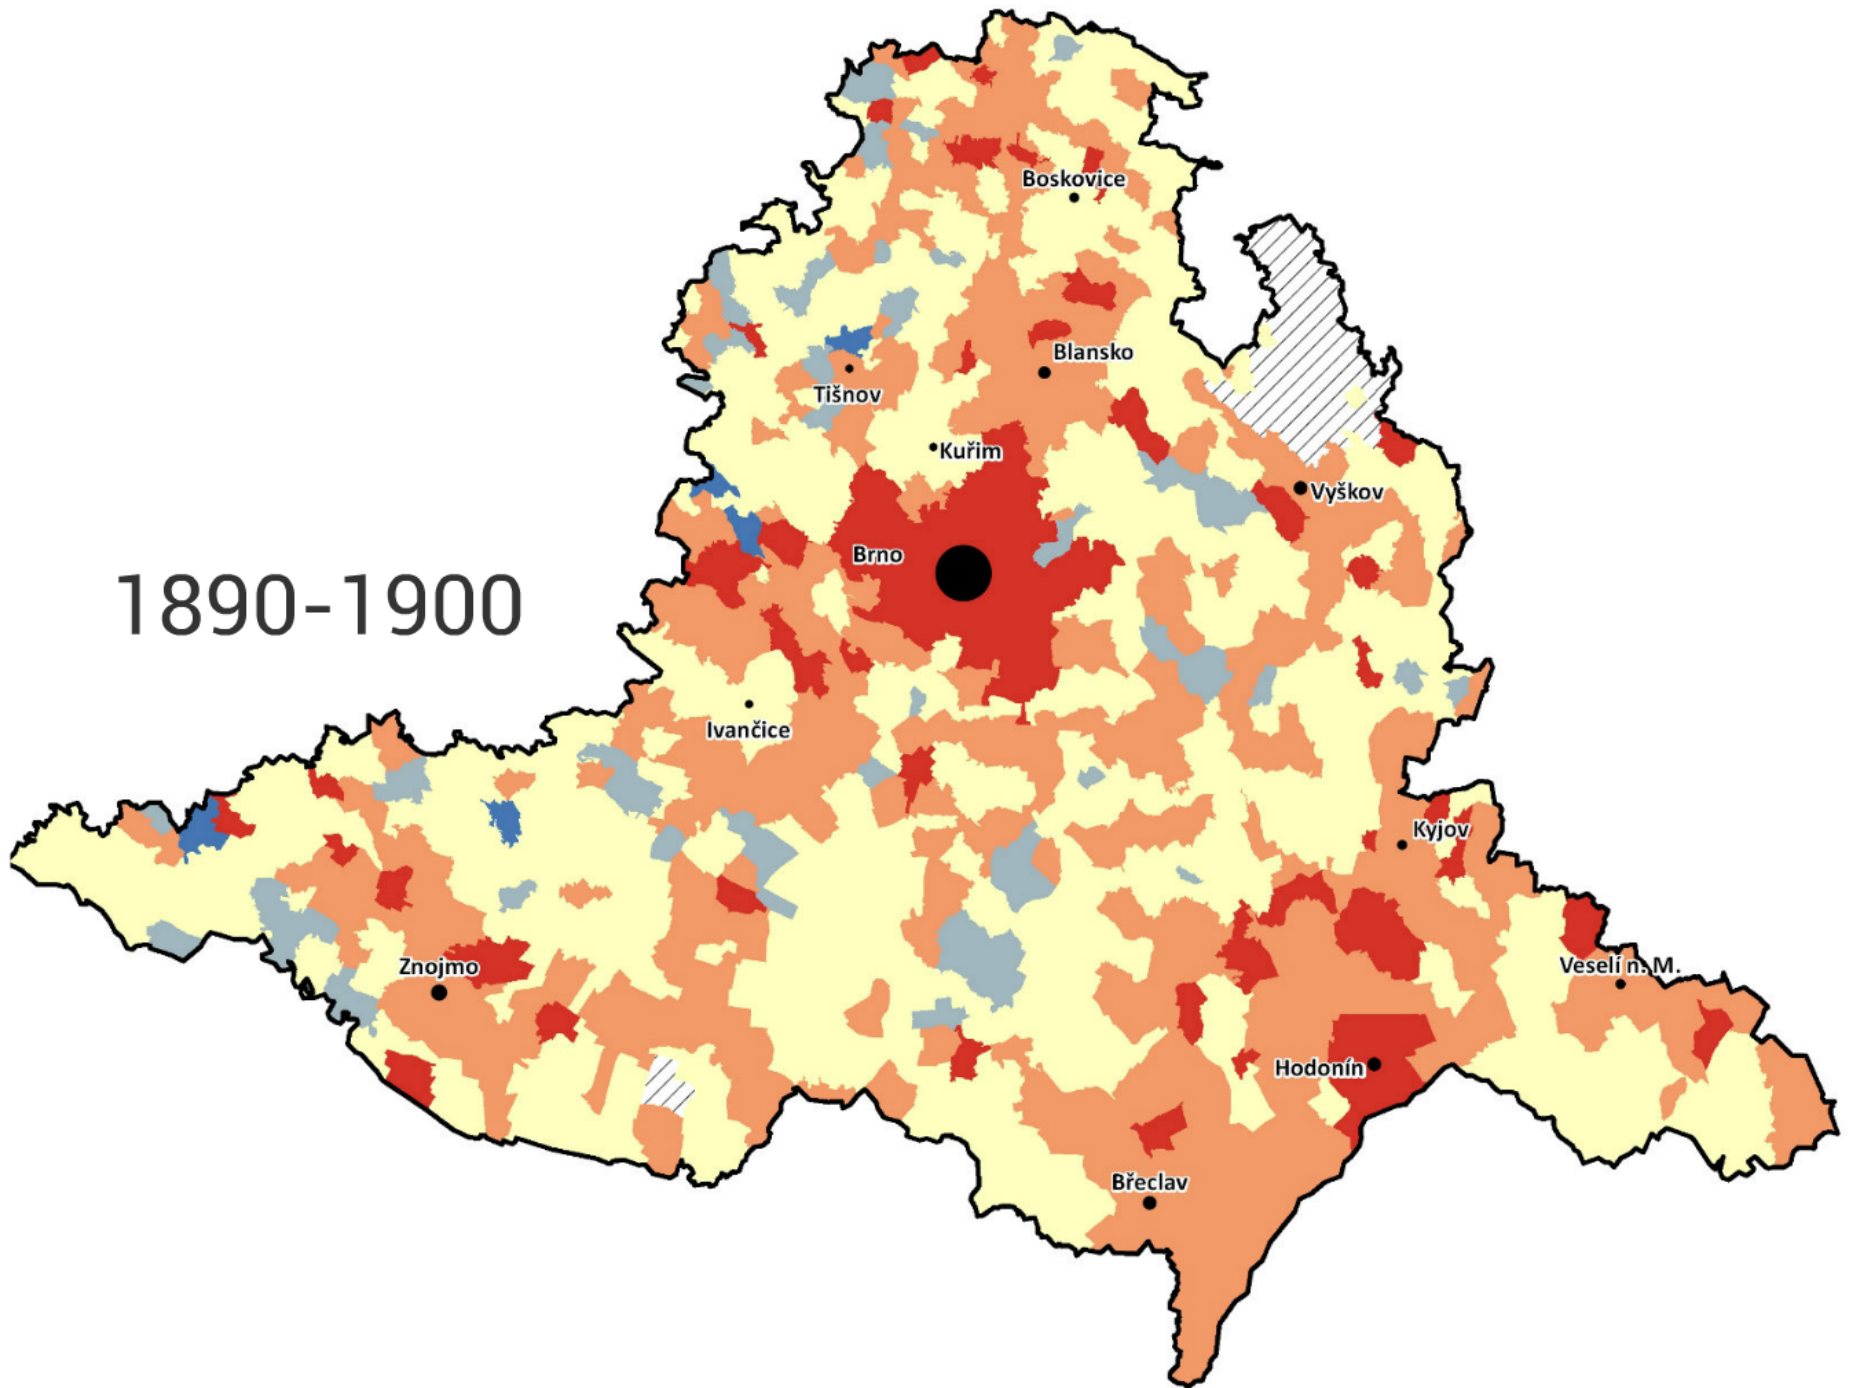 Boskovice
Blansko
Tišnov
Kuřim
Vyškov
Brno
1890-1900
Ivančice
Kyjov
Znojmo
Veselí n. M.
Hodonín
Břeclav